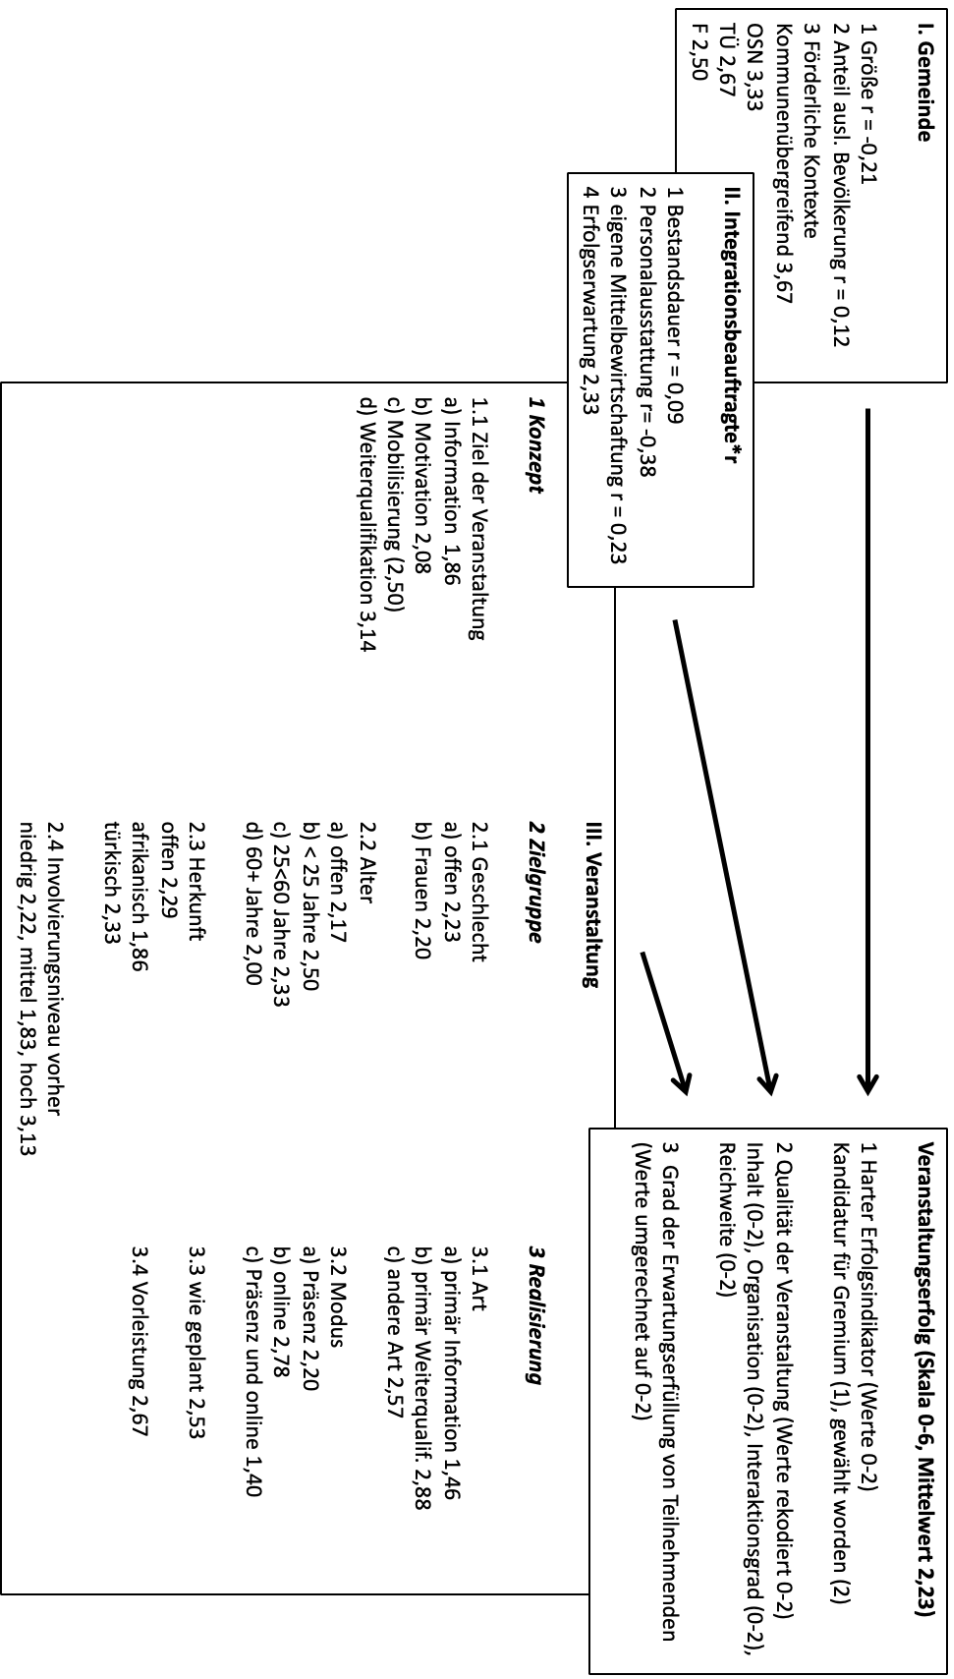 I. Gemeinde
1 Größe r = -0,21
2 Anteil ausl. Bevölkerung r = 0,12
3 Förderliche Kontexte
Kommunenübergreifend 3,67
OSN 3,33
TÜ 2,67
F 2,50
II. Integrationsbeauftragte*r
1 Bestandsdauer r = 0,09
2 Personalausstattung r= -0,38
3 eigene Mittelbewirtschaftung r = 0,23
4 Erfolgserwartung 2,33
Veranstaltungserfolg (Skala 0-6, Mittelwert 2,23)
1 Harter Erfolgsindikator (Werte 0-2)
Kandidatur für Gremium (1), gewählt worden (2)
2 Qualität der Veranstaltung (Werte rekodiert 0-2)
Inhalt (0-2), Organisation (0-2), Interaktionsgrad (0-2),
Reichweite (0-2)
3 Grad der Erwartungserfüllung von Teilnehmenden
(Werte umgerechnet auf 0-2)
III. Veranstaltung
1 Konzept
1.1 Ziel der Veranstaltung
a) Information 1,86
b) Motivation 2,08
c) Mobilisierung (2,50)
d) Weiterqualifikation 3,14
2 Zielgruppe
2.1 Geschlecht
a) offen 2,23
b) Frauen 2,20
2.2 Alter
a) offen 2,17
b) < 25 Jahre 2,50
c) 25<60 Jahre 2,33
d) 60+ Jahre 2,00
2.3 Herkunft
offen 2,29
afrikanisch 1,86
türkisch 2,33
2.4 Involvierungsniveau vorher
niedrig 2,22, mittel 1,83, hoch 3,13
3 Realisierung
3.1 Art
a) primär Information 1,46
b) primär Weiterqualif. 2,88
c) andere Art 2,57
3.2 Modus
a) Präsenz 2,20
b) online 2,78
c) Präsenz und online 1,40
3.3 wie geplant 2,53
3.4 Vorleistung 2,67